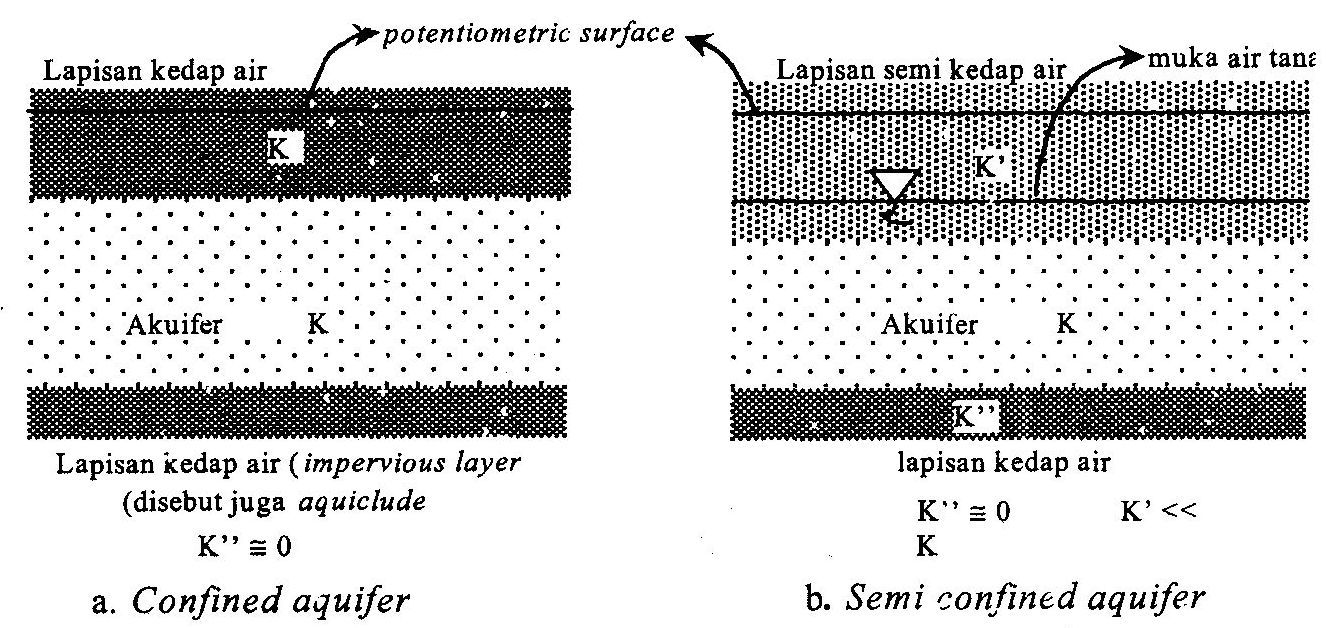 potentiometric surface
Lapisan kedap air
K
Akuifer K
Lapisan kedap air (impervious layer
(disebut juga aquiclude
K’’ ≅ 0
a. Confined aquifer
Lapisan semi kedap air
muka air tana
K’
Akuifer K
K’’
lapisan kedap air
K’’ ≅ 0 K’ <<
K
b. Semi confined aquifer